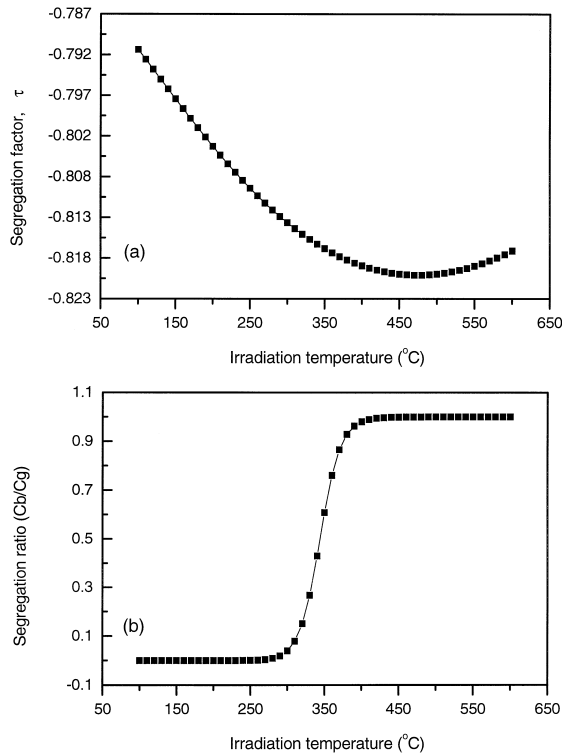 -0.787
-0.792
-0.797
-0.802
-0.808
-0.813
-0.818
-0.823
Segregation factor, τ
(a)
50 150 250 350 450 550 650
Irradiation temperature (°C)
1.1
0.9
0.7
0.5
0.3
0.1
-0.1
Segregation ratio (Cb/Cg)
(b)
50 150 250 350 450 550 650
Irradiation temperature (°C)